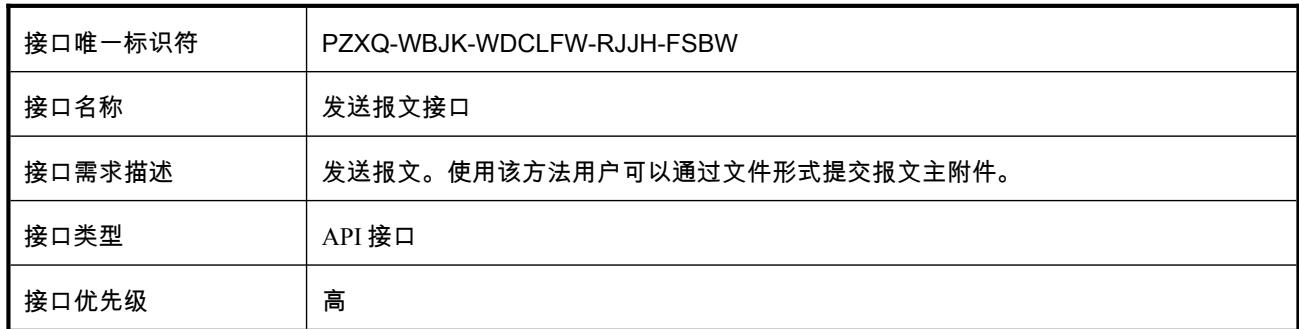 接口唯一标识符 PZXQ-WBJK-WDCLFW-RJJH-FSBW
接口名称 发送报文接口
接口需求描述 发送报文。使用该方法用户可以通过文件形式提交报文主附件。
接口类型 API 接口
接口优先级 高